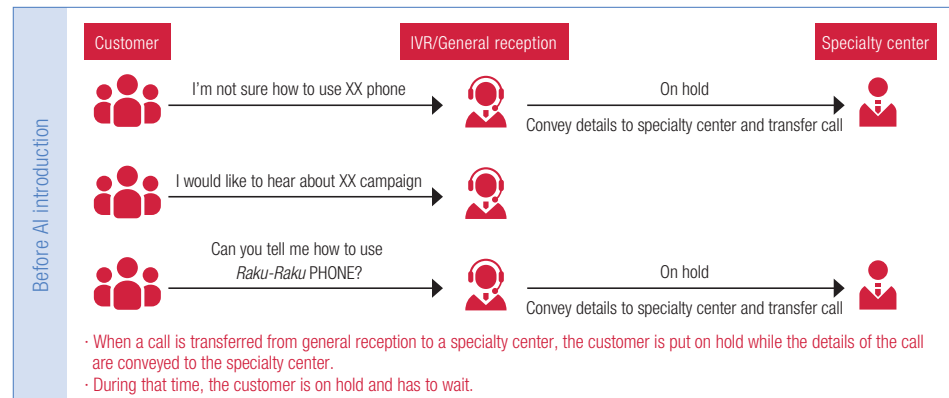 Before AI introduction
Customer
IVR/General reception
Specialty center
I'm not sure how to use XX phone
On hold
Convey details to specialty center and transfer call
I would like to hear about XX campaign
Can you tell me how to use
Raku-Raku PHONE?
On hold
Convey details to specialty center and transfer call
· When a call is transferred from general reception to a specialty center, the customer is put on hold while the details of the call
are conveyed to the specialty center.
· During that time, the customer is on hold and has to wait.